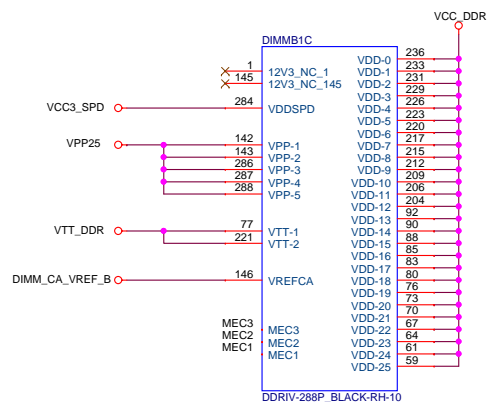 VCC_DDR
DIMMB1C
1 12V3_NC_1
145 12V3_NC_145
VCC3_SPD 284 VDDSPD
VPP25 142 VPP-1
143 VPP-2
286 VPP-3
287 VPP-4
288 VPP-5
VTT_DDR 77 VTT-1
221 VTT-2
DIMM_CA_VREF_B 146 VREFCA
MEC3 MEC3
MEC2 MEC2
MEC1 MEC1
VDD-0 236
VDD-1 233
VDD-2 231
VDD-3 229
VDD-4 226
VDD-5 223
VDD-6 220
VDD-7 217
VDD-8 215
VDD-9 212
VDD-10 209
VDD-11 206
VDD-12 204
VDD-13 92
VDD-14 90
VDD-15 88
VDD-16 85
VDD-17 83
VDD-18 80
VDD-19 76
VDD-20 73
VDD-21 70
VDD-22 67
VDD-23 64
VDD-24 61
VDD-25 59
DDRIV-288P_BLACK-RH-10